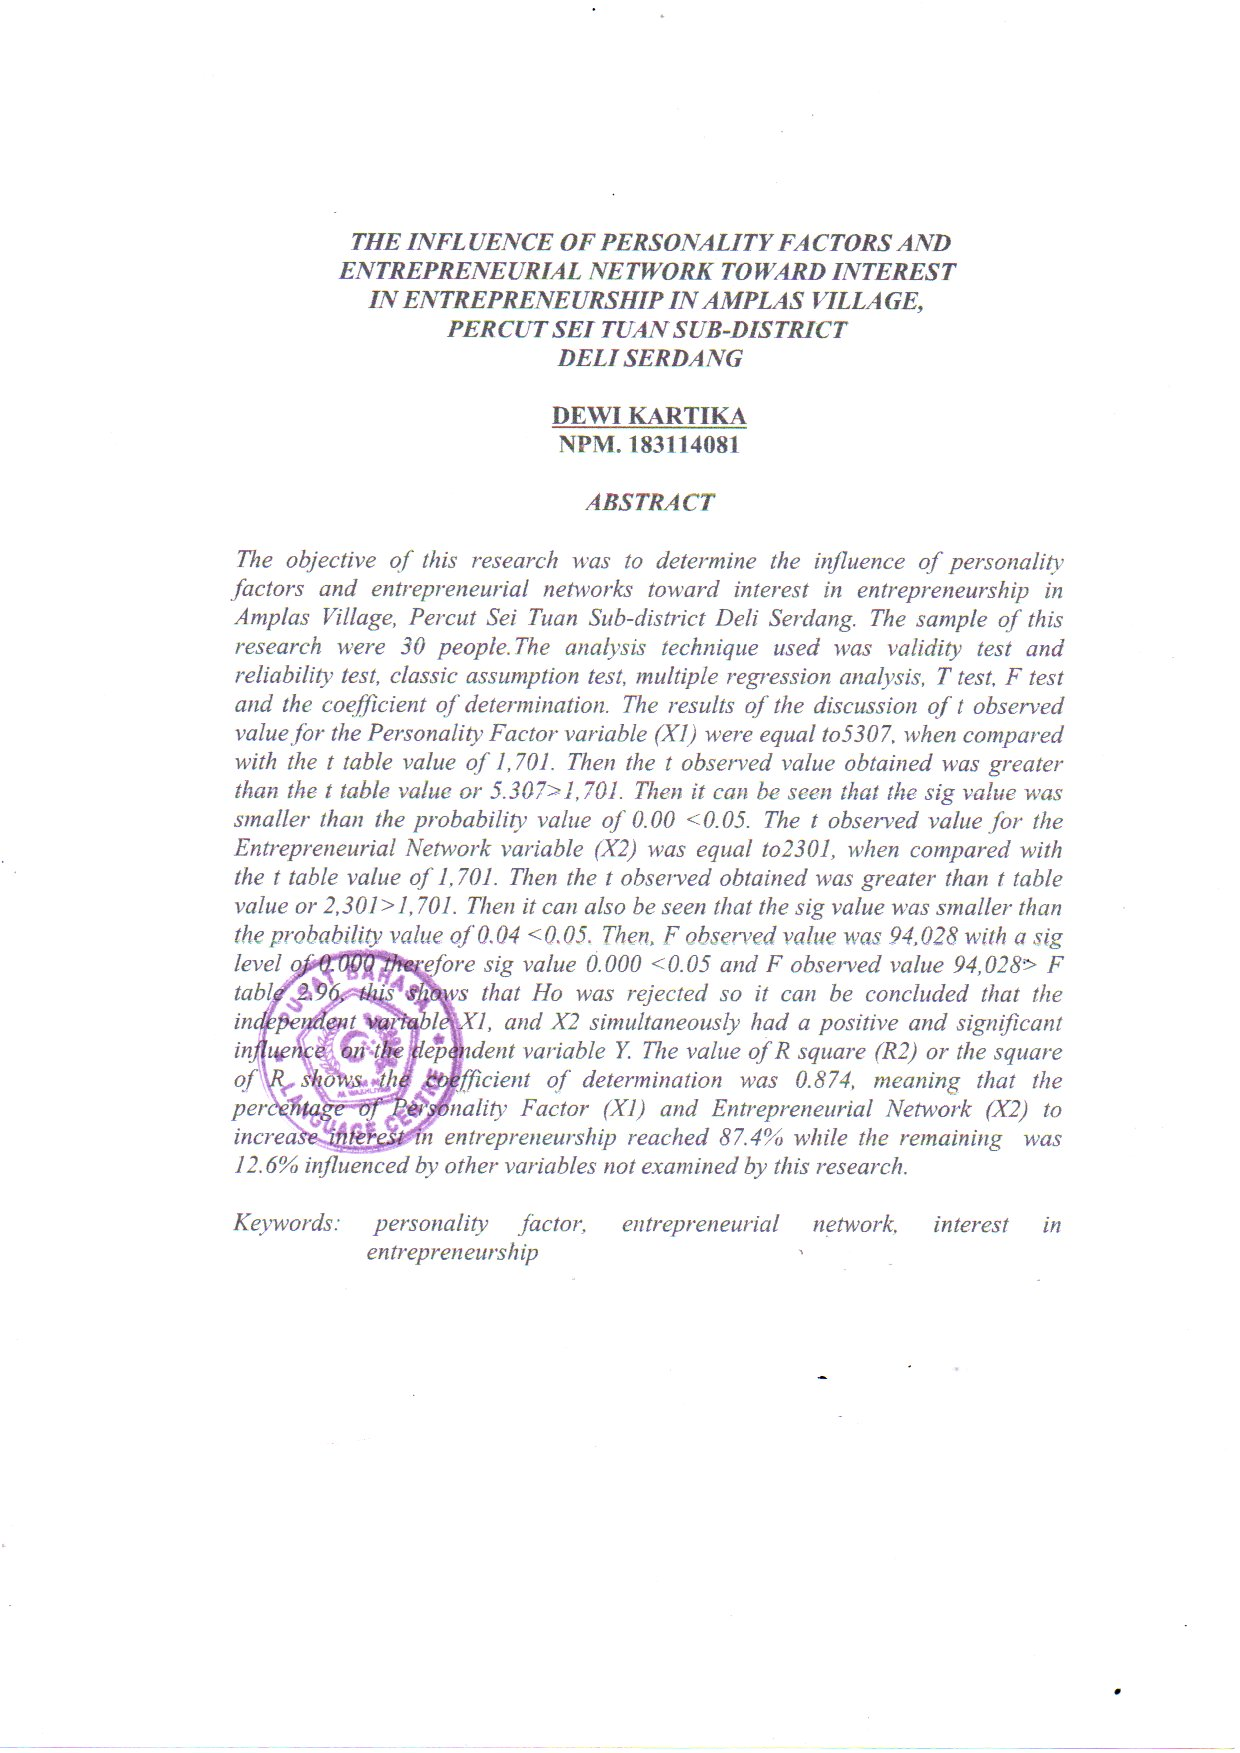 THE INFLUENCE OF PERSONALITY FACTORS AND
ENTREPRENEURIAL NETWORK TOWARD INTEREST
IN ENTREPRENEURSHIP IN AMPLAS VILLAGE,
PERCUT SEI TUAN SUB-DISTRICT
DELI SERDANG
DEWI KARTIKA
NPM. 183114081
ABSTRACT
The objective of this research was to determine the influence of personality
factors and entrepreneurial networks toward interest in entrepreneurship in
Amplas Village, Percut Sei Tuan Sub-district Deli Serdang. The sample of this
research were 30 people.The analysis technique used was validity test and
reliability test, classic assumption test, multiple regression analysis, T test, F test
and the coefficient of determination. The results of the discussion of t observed
value for the Personality Factor variable (X1) were equal to5307, when compared
with the t table value of 1,701. Then the t observed value obtained was greater
than the t table value or 5.307>1,701. Then it can be seen that the sig value was
smaller than the probability value of 0.00 <0.05. The t observed value for the
Entrepreneurial Network variable (X2) was equal to2301, when compared with
the t table value of 1,701. Then the t observed obtained was greater than t table
value or 2,301>1,701. Then it can also be seen that the sig value was smaller than
the probability value of 0.04 <0.05. Then, F observed value was 94,028 with a sig
level of 0.000 therefore sig value 0.000 <0.05 and F observed value 94,028> F
table 2.96, this shows that Ho was rejected so it can be concluded that the
independent variable X1, and X2 simultaneously had a positive and significant
influence on the dependent variable Y. The value of R square (R2) or the square
of R shows the coefficient of determination was 0.874, meaning that the
percentage of Personality Factor (X1) and Entrepreneurial Network (X2) to
increase interest in entrepreneurship reached 87.4% while the remaining was
12.6% influenced by other variables not examined by this research.
Keywords: personality factor, entrepreneurial network, interest in
entrepreneurship
PUSAT BAHASA
LANGUAGE CENTRE